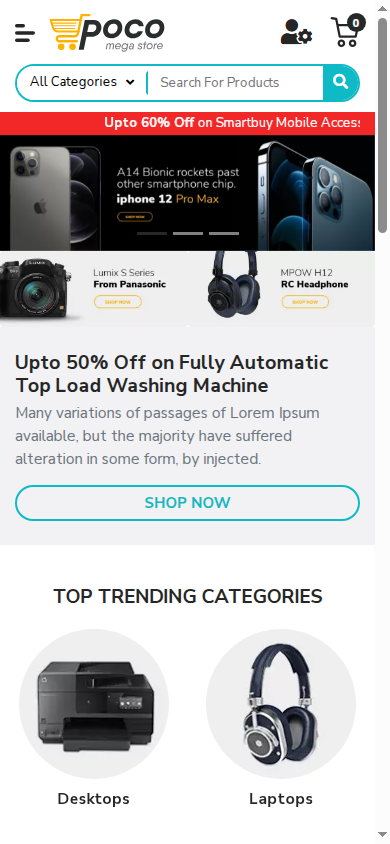 poco
mega store
0
All Categories
Search For Products
Upto 60% Off on Smartbuy Mobile Access
A14 Bionic rockets past
other smartphone chip.
iphone 12 Pro Max
SHOP NOW
Lumix S Series
From Panasonic
SHOP NOW
MPOW H12
RC Headphone
SHOP NOW
Upto 50% Off on Fully Automatic
Top Load Washing Machine
Many variations of passages of Lorem Ipsum
available, but the majority have suffered
alteration in some form, by injected.
SHOP NOW
TOP TRENDING CATEGORIES
Desktops
Laptops